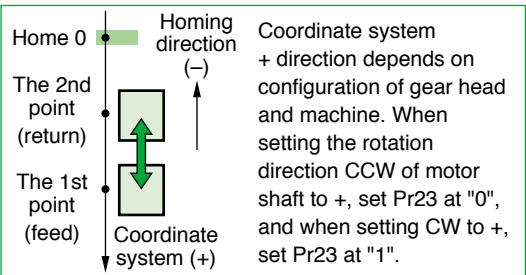 Home 0
Homing
direction
(–)
The 2nd
point
(return)
The 1st
point
(feed)
Coordinate
system (+)
Coordinate system
+ direction depends on
configuration of gear head
and machine. When
setting the rotation
direction CCW of motor
shaft to +, set Pr23 at "0",
and when setting CW to +,
set Pr23 at "1".